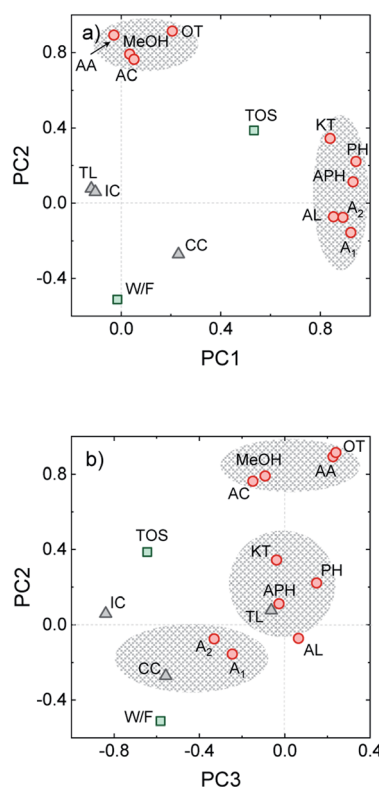 a)
MeOH
OT
AA
AC
TOS
KT
PH
APH
TL
IC
AL
A2
A1
CC
W/F
0.8
0.4
0.0
-0.4
PC2
0.0
0.4
0.8
PC1
b)
OT
MeOH
AA
AC
TOS
KT
PH
APH
IC
TL
A2
A1
AL
CC
W/F
0.8
0.4
0.0
-0.4
PC2
-0.8
-0.4
0.0
0.4
PC3